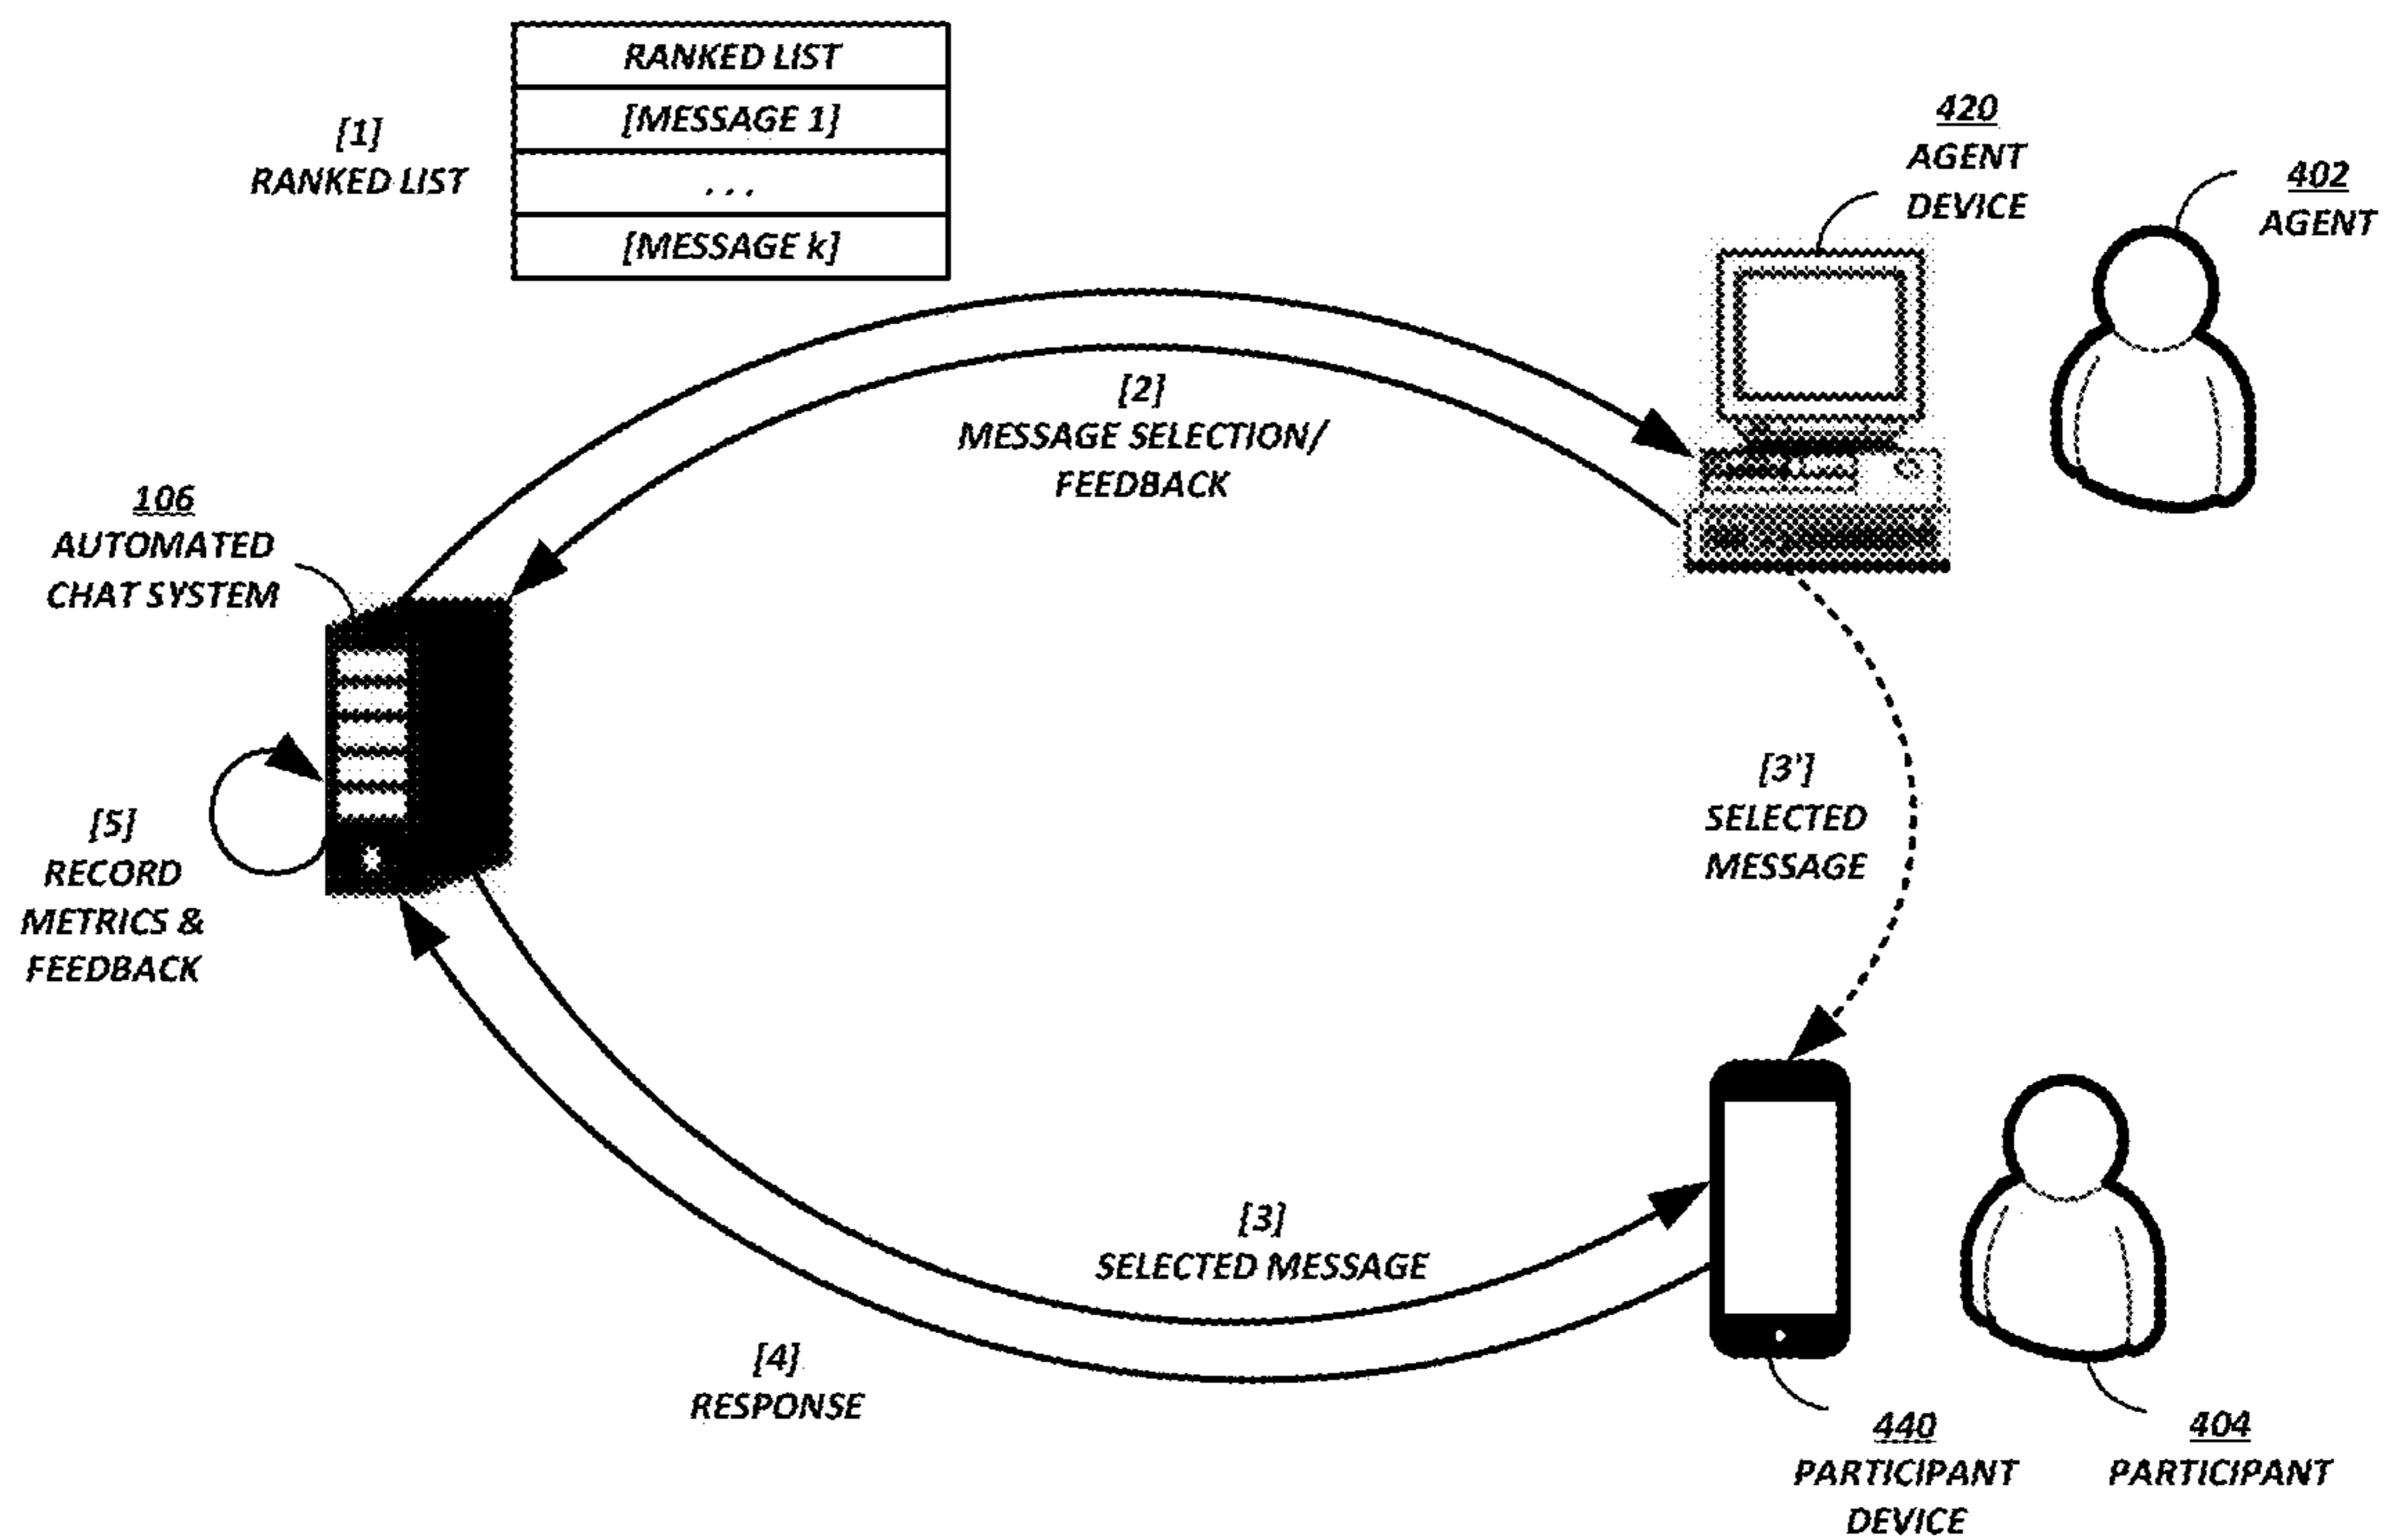 RANKED LIST
[MESSAGE 1]
. . .
[MESSAGE k]
[1]
RANKED LIST
420
AGENT
DEVICE
402
AGENT
[2]
MESSAGE SELECTION/
FEEDBACK
106
AUTOMATED
CHAT SYSTEM
[3']
SELECTED
MESSAGE
[5]
RECORD
METRICS &
FEEDBACK
[3]
SELECTED MESSAGE
[4]
RESPONSE
440
PARTICIPANT
DEVICE
404
PARTICIPANT